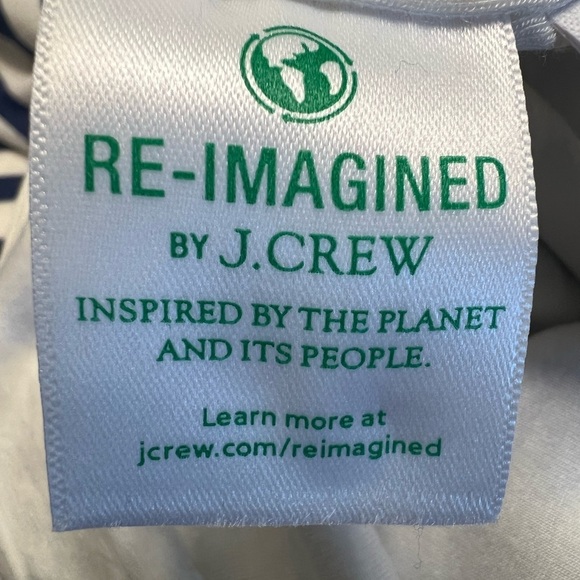 RE-IMAGINED
BY J.CREW
INSPIRED BY THE PLANET
AND ITS PEOPLE.
Learn more at
jcrew.com/reimagined